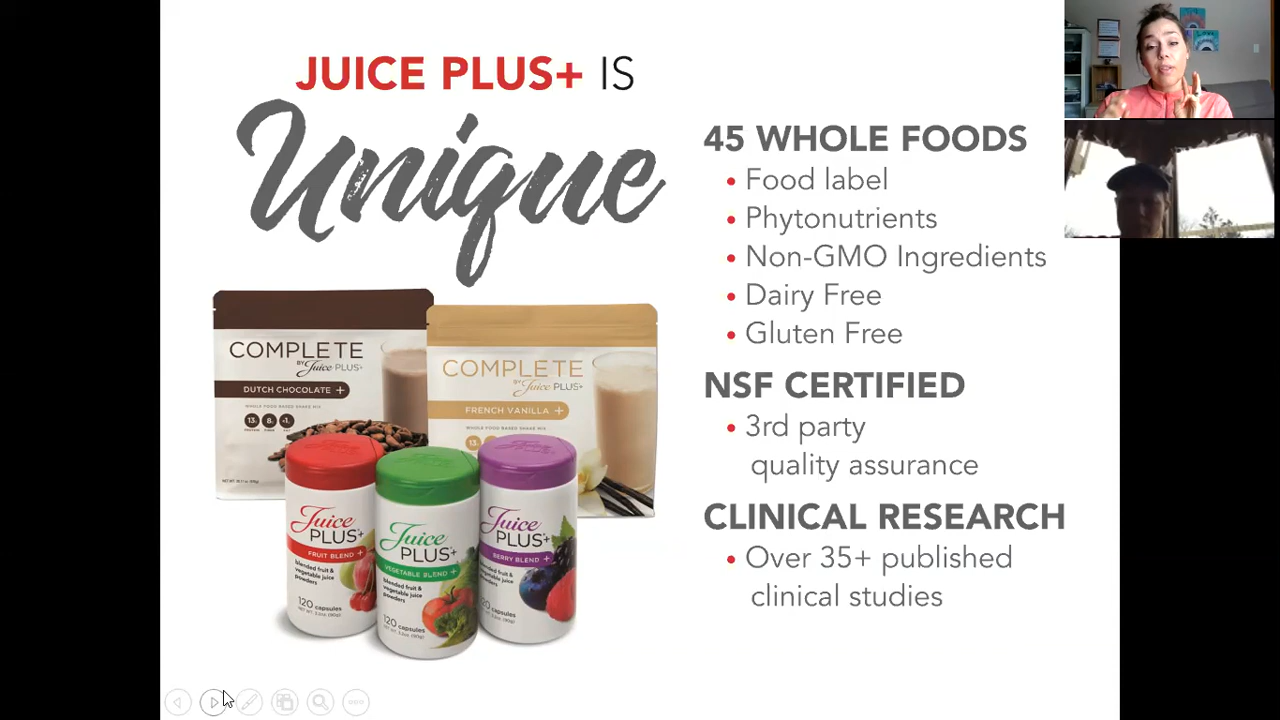 JUICE PLUS+ IS
Unique
45 WHOLE FOODS
• Food label
• Phytonutrients
• Non-GMO Ingredients
• Dairy Free
• Gluten Free
NSF CERTIFIED
• 3rd party
quality assurance
CLINICAL RESEARCH
• Over 35+ published
clinical studies
COMPLETE
BY Juice PLUS+
DUTCH CHOCOLATE +
WHOLE FOOD BASED SHAKE MIX
COMPLETE
BY Juice PLUS+
FRENCH VANILLA +
WHOLE FOOD BASED SHAKE MIX
Juice
PLUS+
FRUIT BLEND +
blended fruit &
vegetable juice
powders
120 capsules
Juice
PLUS+
VEGETABLE BLEND +
blended fruit &
vegetable juice
powders
120 capsules
Juice
PLUS+
BERRY BLEND +
capsules